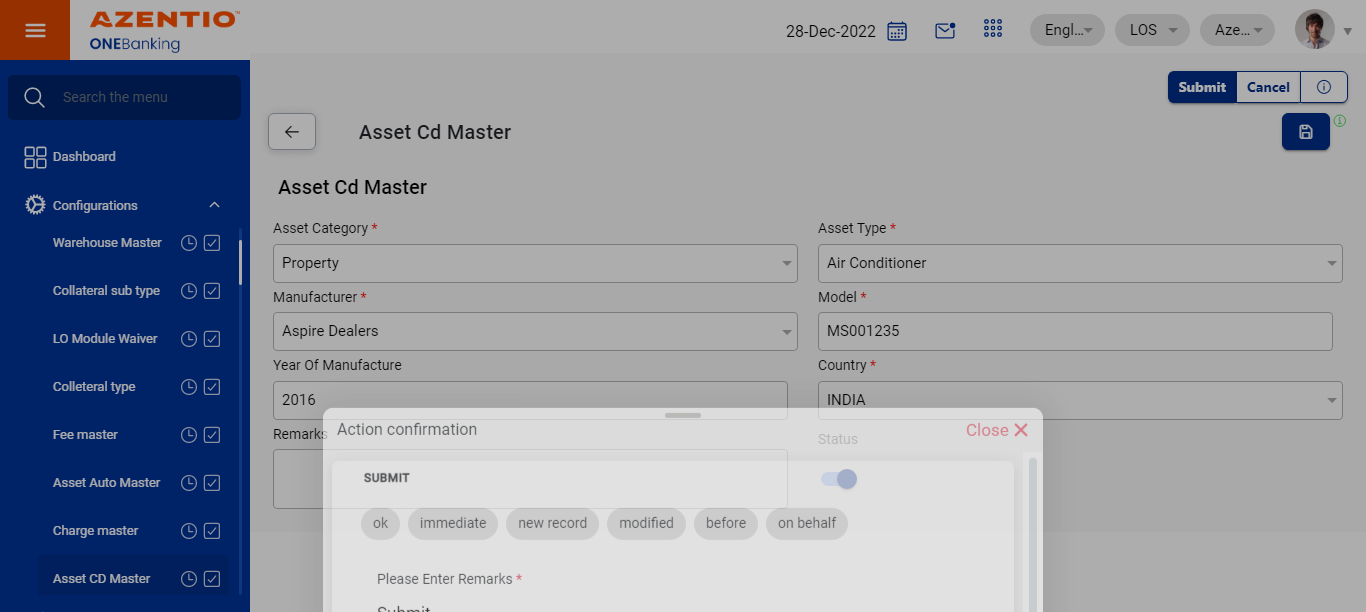 AZENTIO™
ONEBanking
28-Dec-2022
Engl...
LOS
Aze...
Search the menu
Dashboard
Configurations
Warehouse Master
Collateral sub type
LO Module Waiver
Colleteral type
Fee master
Asset Auto Master
Charge master
Asset CD Master
Submit
Cancel
Asset Cd Master
Asset Cd Master
Asset Category *
Asset Type *
Property
Air Conditioner
Manufacturer *
Model *
Aspire Dealers
MS001235
Year Of Manufacture
Country *
2016
INDIA
Remarks
Status
Action confirmation
Close
SUBMIT
ok
immediate
new record
modified
before
on behalf
Please Enter Remarks *
Submit